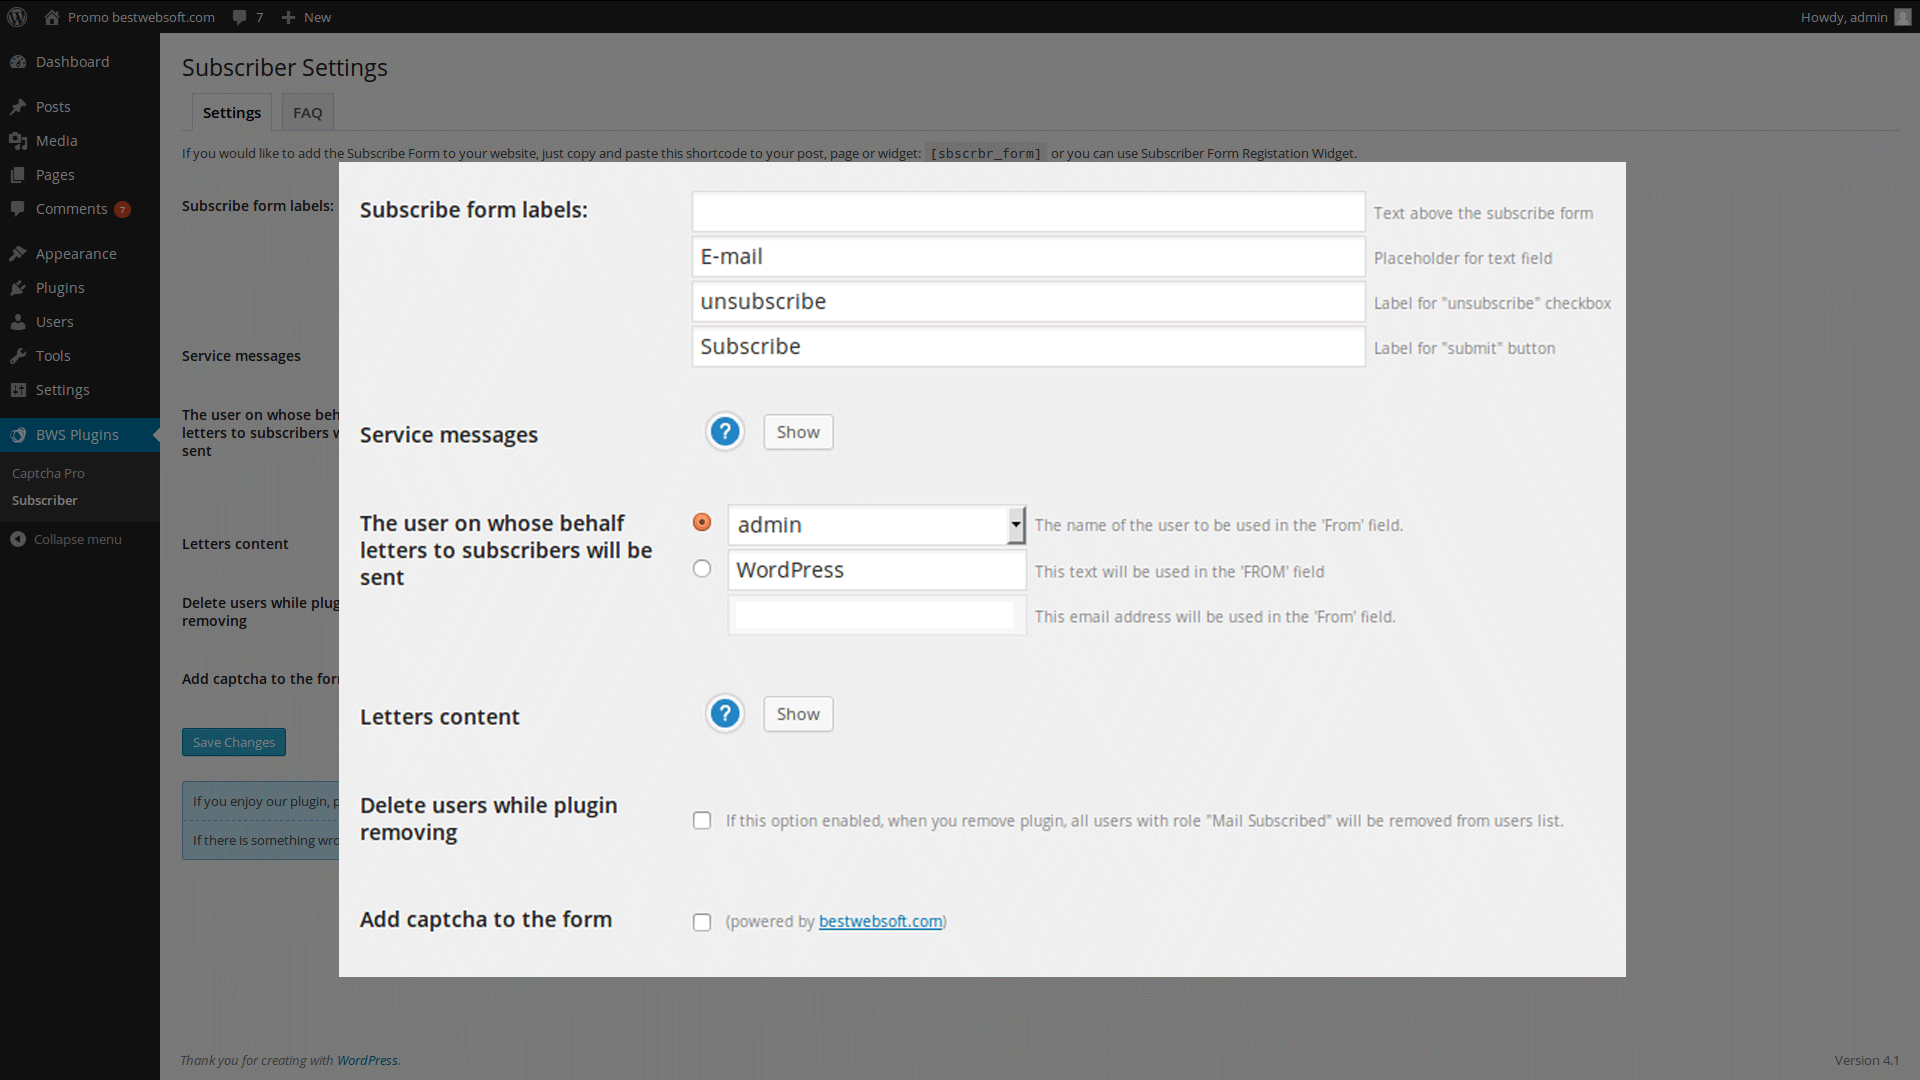 Promo bestwebsoft.com 7 New Howdy, admin
Dashboard
Posts
Media
Pages
Comments 7
Appearance
Plugins
Users
Tools
Settings
BWS Plugins
Captcha Pro
Subscriber
Collapse menu
Subscriber Settings
Settings FAQ
If you would like to add the Subscribe Form to your website, just copy and paste this shortcode to your post, page or widget: [sbscrbr_form] or you can use Subscriber Form Registation Widget.
Subscribe form labels:
Service messages
The user on whose beh
letters to subscribers w
sent
Letters content
Delete users while plug
removing
Add captcha to the for
Save Changes
If you enjoy our plugin, p
If there is something wro
Subscribe form labels:
Text above the subscribe form
E-mail Placeholder for text field
unsubscribe Label for "unsubscribe" checkbox
Subscribe Label for "submit" button
Service messages ? Show
The user on whose behalf
letters to subscribers will be
sent
admin The name of the user to be used in the 'From' field.
WordPress This text will be used in the 'FROM' field
This email address will be used in the 'From' field.
Letters content ? Show
Delete users while plugin
removing
If this option enabled, when you remove plugin, all users with role "Mail Subscribed" will be removed from users list.
Add captcha to the form (powered by bestwebsoft.com)
Thank you for creating with WordPress. Version 4.1